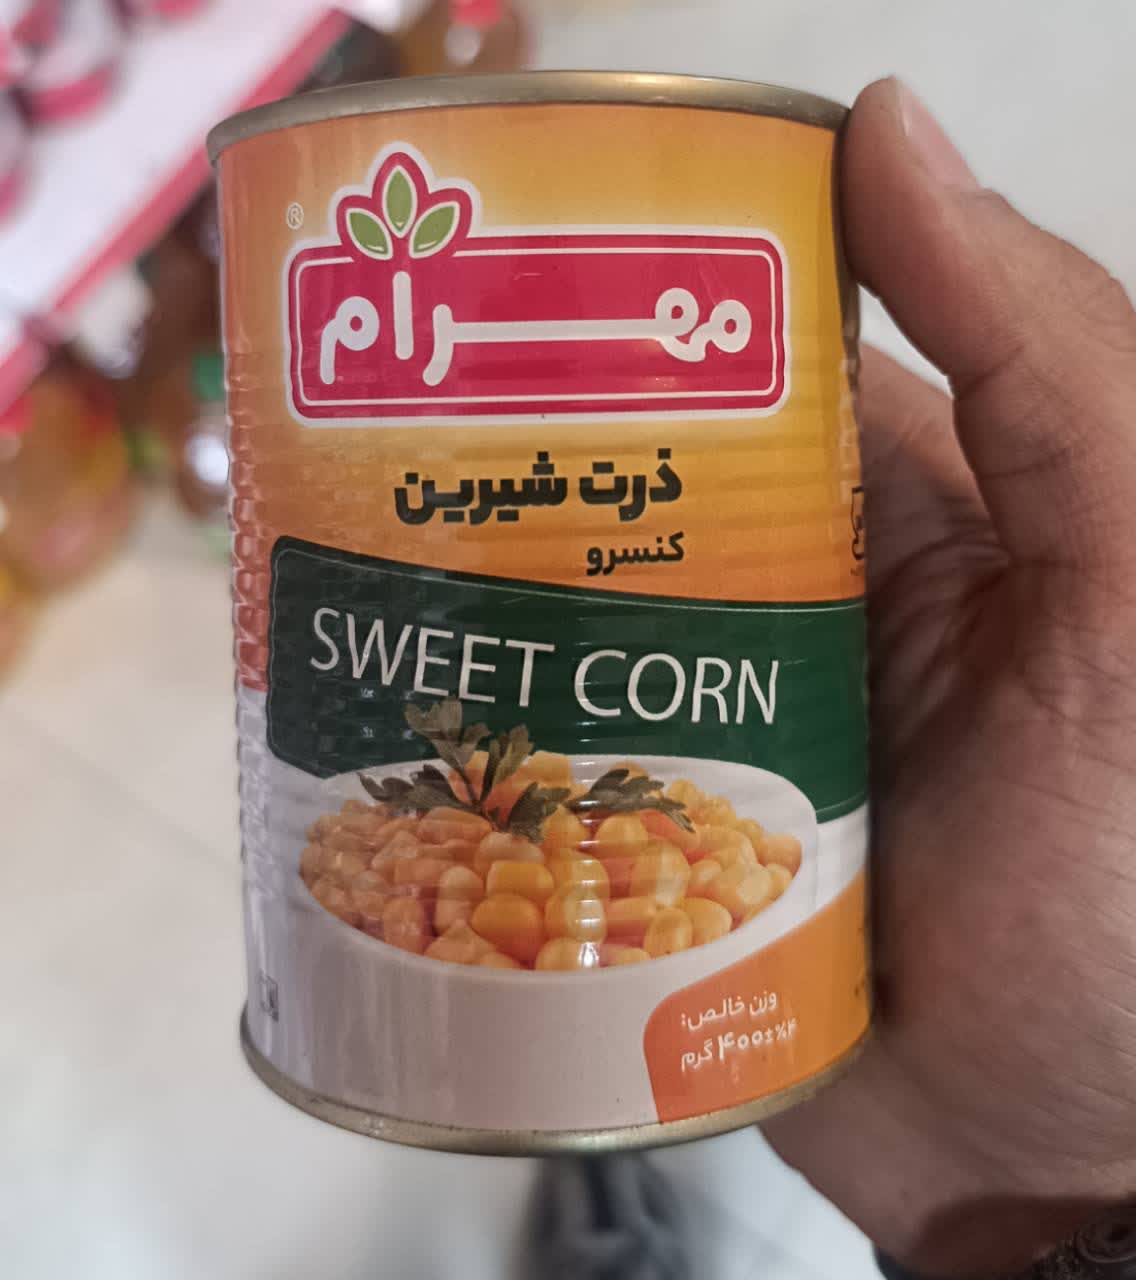 ®
مهرام
ذرت شیرین
کنسرو
SWEET CORN
وزن خالص:
۴۰۰±٪۴ گرم